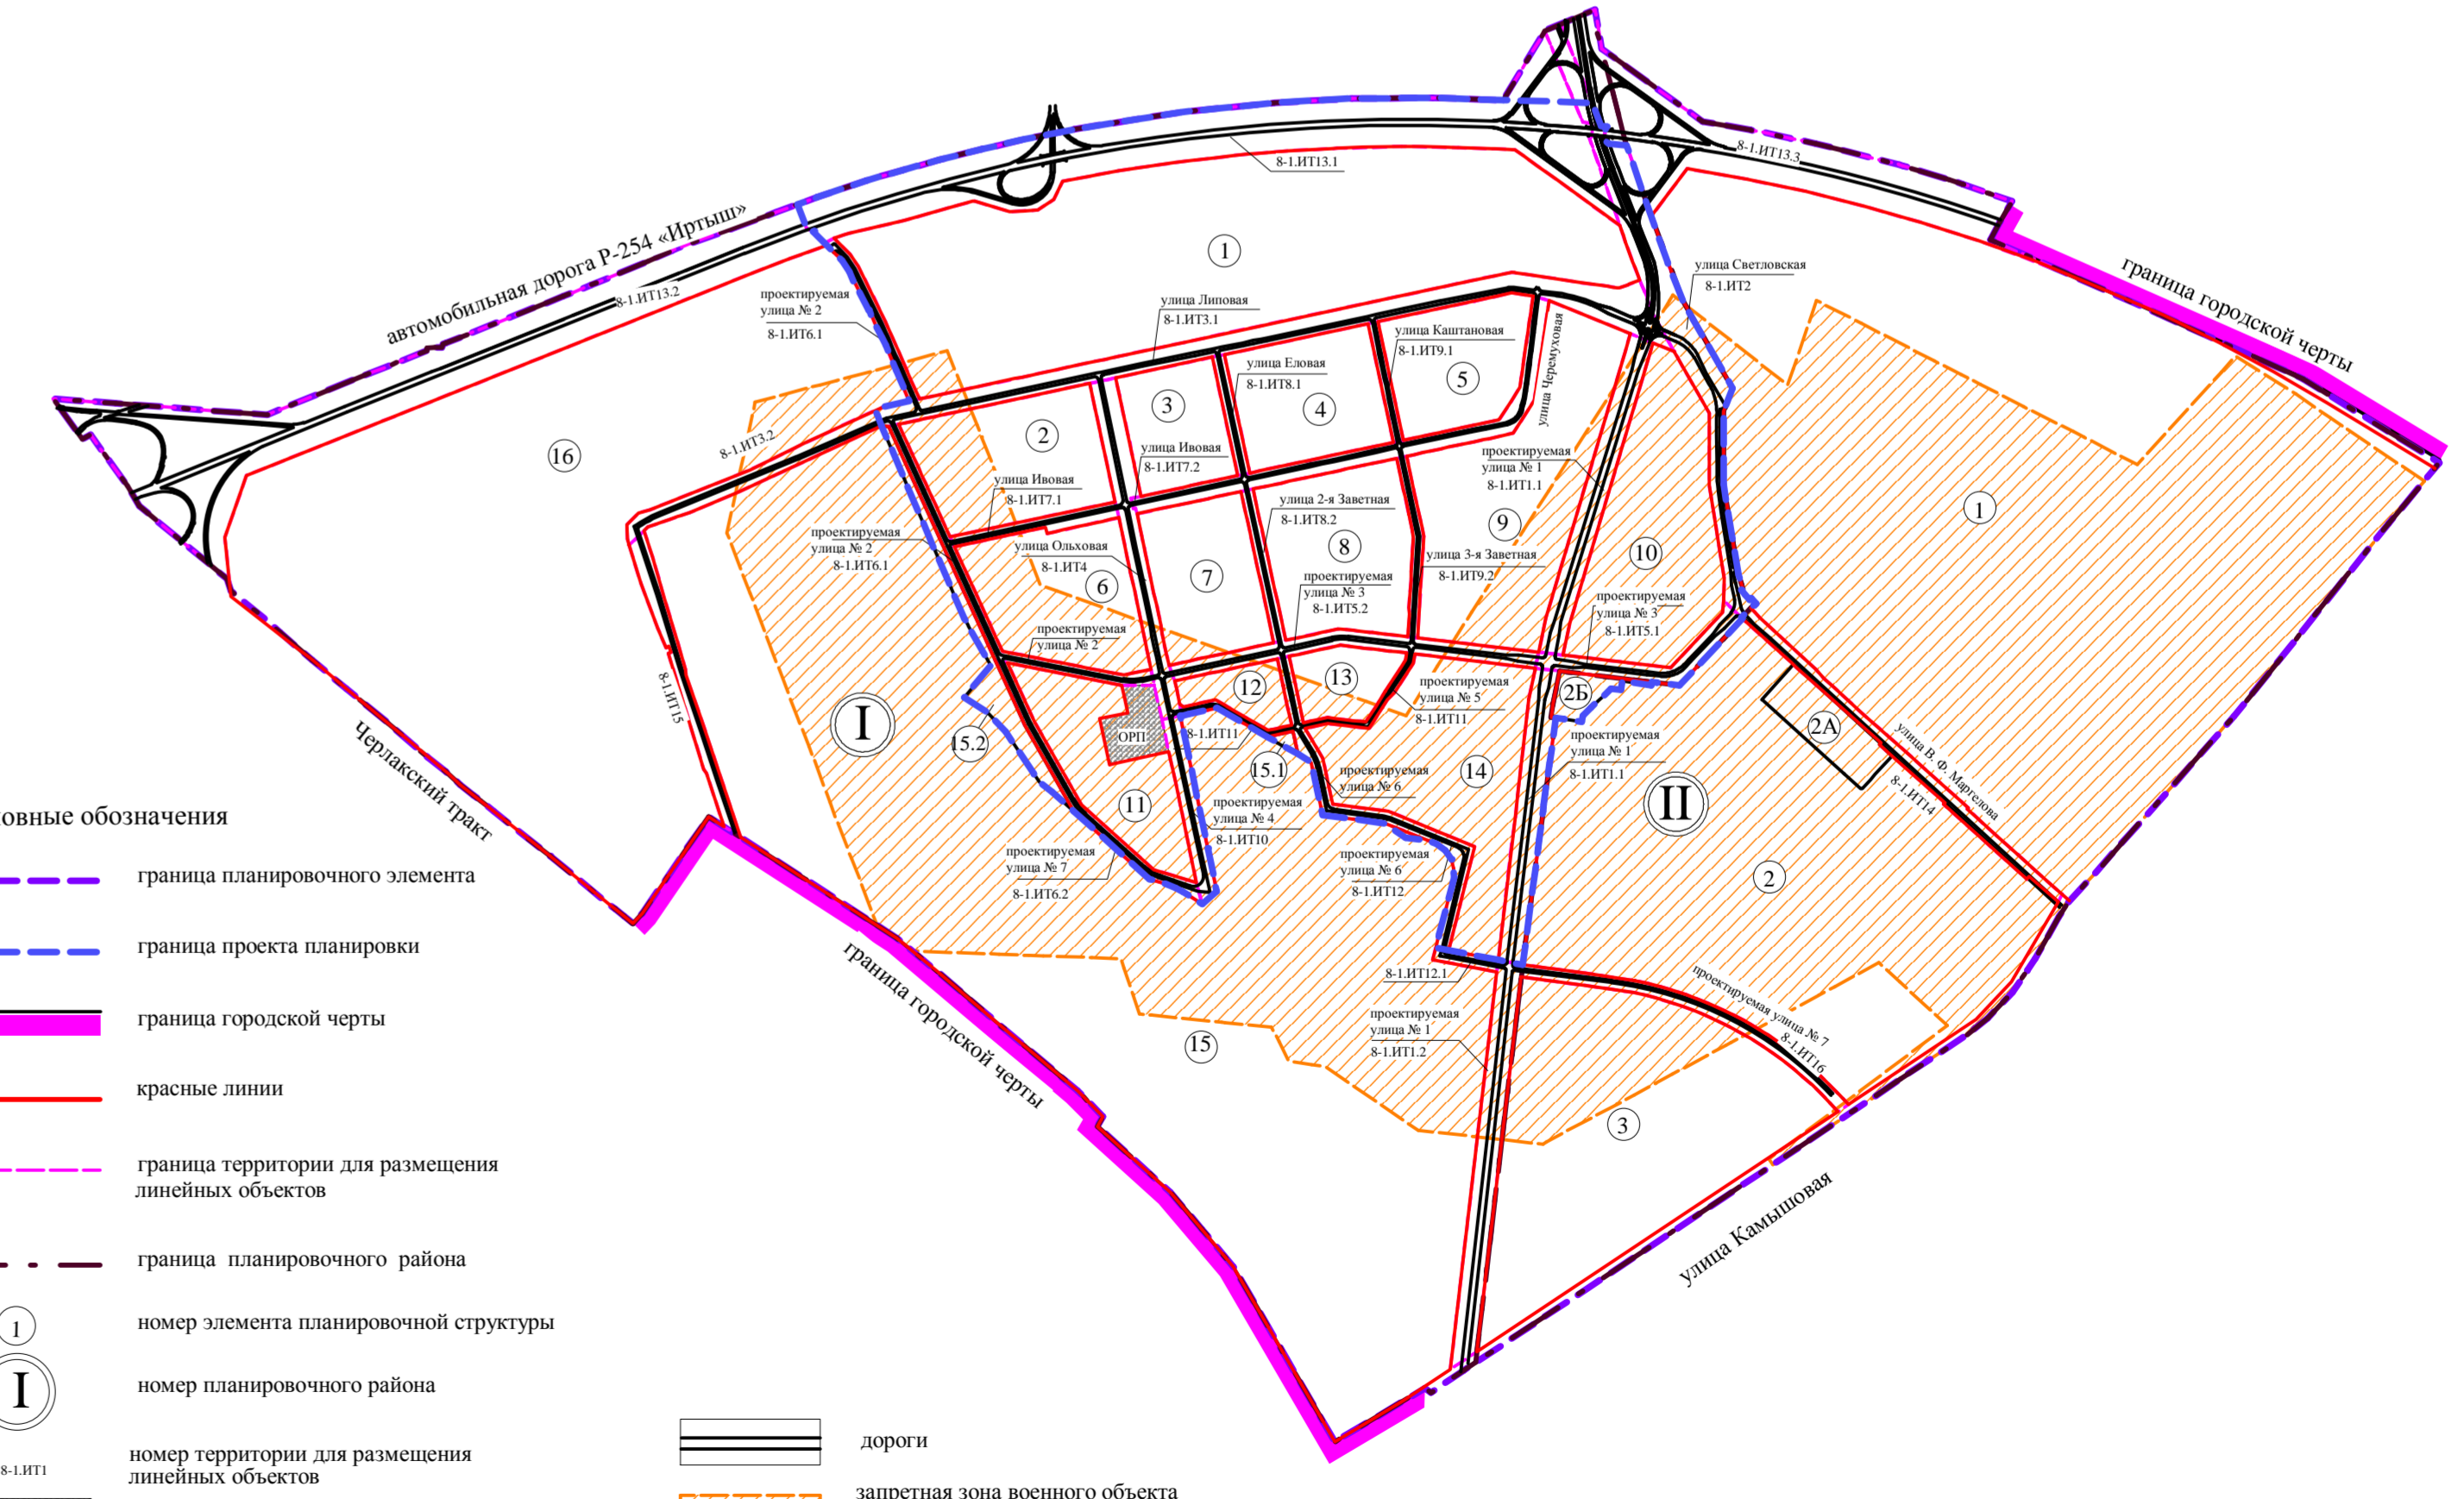 8-1.ИТ13.1
8-1.ИТ13.3
автомобильная дорога Р-254 «Иртыш»
8-1.ИТ13.2
1
улица Светловская
8-1.ИТ2
граница городской черты
проектируемая
улица № 2
8-1.ИТ6.1
улица Липовая
8-1.ИТ3.1
улица Каштановая
8-1.ИТ9.1
5
улица Черемуховая
улица Еловая
8-1.ИТ8.1
3
4
2
8-1.ИТ3.2
16
улица Ивовая
8-1.ИТ7.2
улица Ивовая
8-1.ИТ7.1
проектируемая
улица № 1
8-1.ИТ1.1
улица 2-я Заветная
8-1.ИТ8.2
9
1
проектируемая
улица № 2
8-1.ИТ6.1
улица Ольховая
8-1.ИТ4
8
10
улица 3-я Заветная
8-1.ИТ9.2
6
7
проектируемая
улица № 3
8-1.ИТ5.2
проектируемая
улица № 3
8-1.ИТ5.1
проектируемая
улица № 2
8-1.ИТ15
12
13
проектируемая
улица № 5
8-1.ИТ11
2Б
2А
улица В. Ф. Маргелова
8-1.ИТ14
I
15.2
ОРП
8-1.ИТ11
15.1
проектируемая
улица № 6
14
проектируемая
улица № 1
8-1.ИТ1.1
II
11
проектируемая
улица № 4
8-1.ИТ10
Черлакский тракт
проектируемая
улица № 7
8-1.ИТ6.2
проектируемая
улица № 6
8-1.ИТ12
2
граница городской черты
8-1.ИТ12.1
проектируемая улица № 7
8-1.ИТ16
проектируемая
улица № 1
8-1.ИТ1.2
15
3
улица Камышовая
овные обозначения
граница планировочного элемента
граница проекта планировки
граница городской черты
красные линии
граница территории для размещения
линейных объектов
граница планировочного района
1
номер элемента планировочной структуры
I
номер планировочного района
8-1.ИТ1
номер территории для размещения
линейных объектов
дороги
запретная зона военного объекта